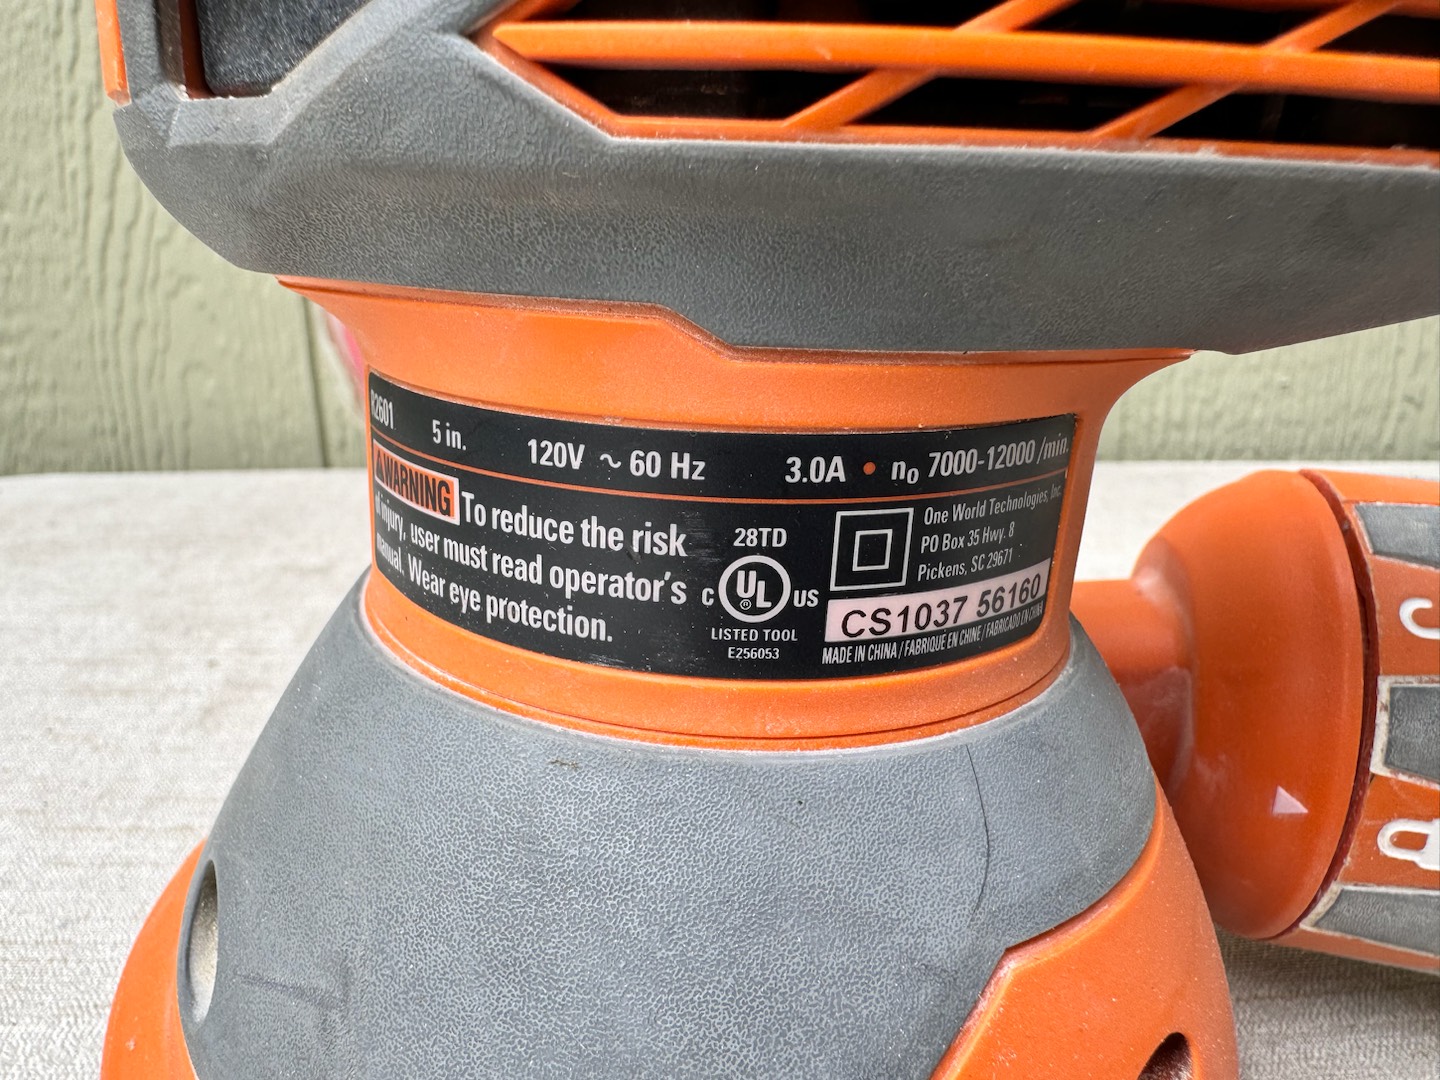 R2601 5 in. 120V ~ 60 Hz 3.0A • no 7000-12000 /min
WARNING To reduce the risk
of injury, user must read operator's
manual. Wear eye protection.
28TD
C UL ® US
LISTED TOOL
E256053
One World Technologies, Inc.
PO Box 35 Hwy. 8
Pickens, SC 29671
CS1037 56160
MADE IN CHINA / FABRIQUE EN CHINE / FABRICADO EN CHINA